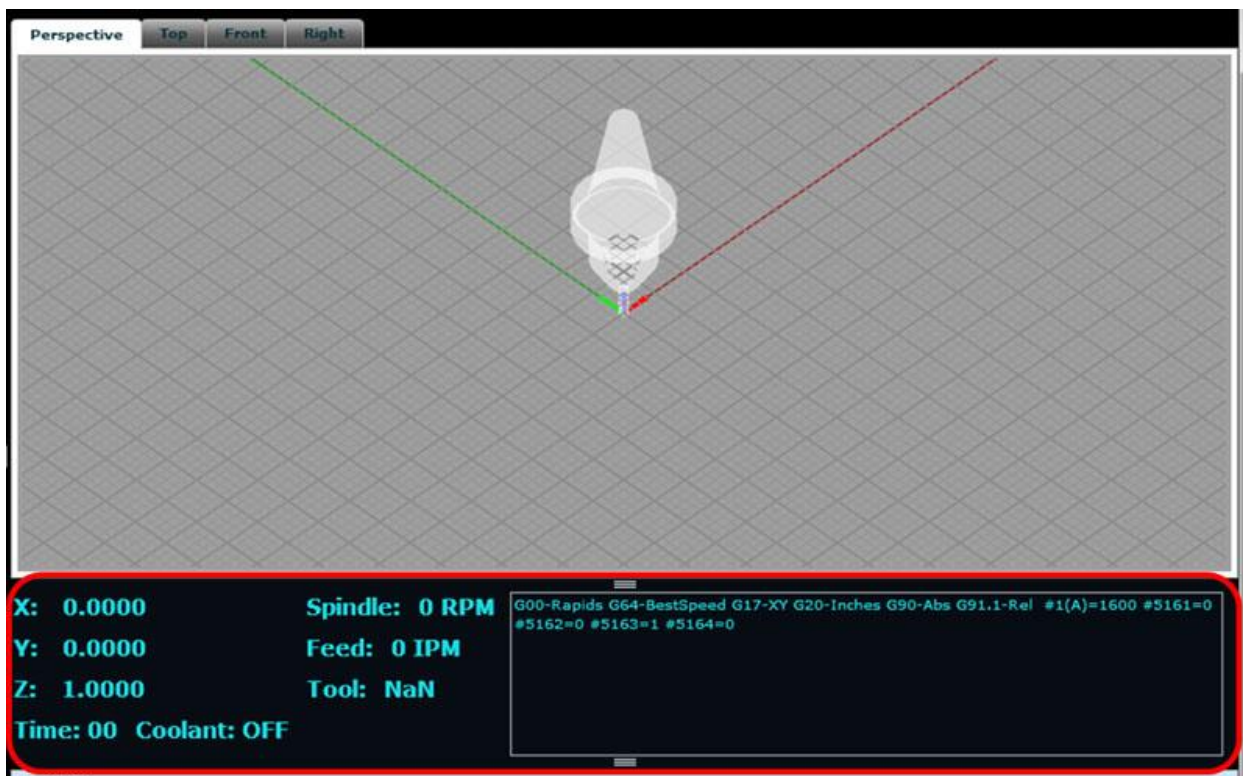 Perspective Top Front Right
X: 0.0000 Spindle: 0 RPM
Y: 0.0000 Feed: 0 IPM
Z: 1.0000 Tool: NaN
Time: 00 Coolant: OFF
G00-Rapids G64-BestSpeed G17-XY G20-Inches G90-Abs G91.1-Rel #1(A)=1600 #5161=0
#5162=0 #5163=1 #5164=0